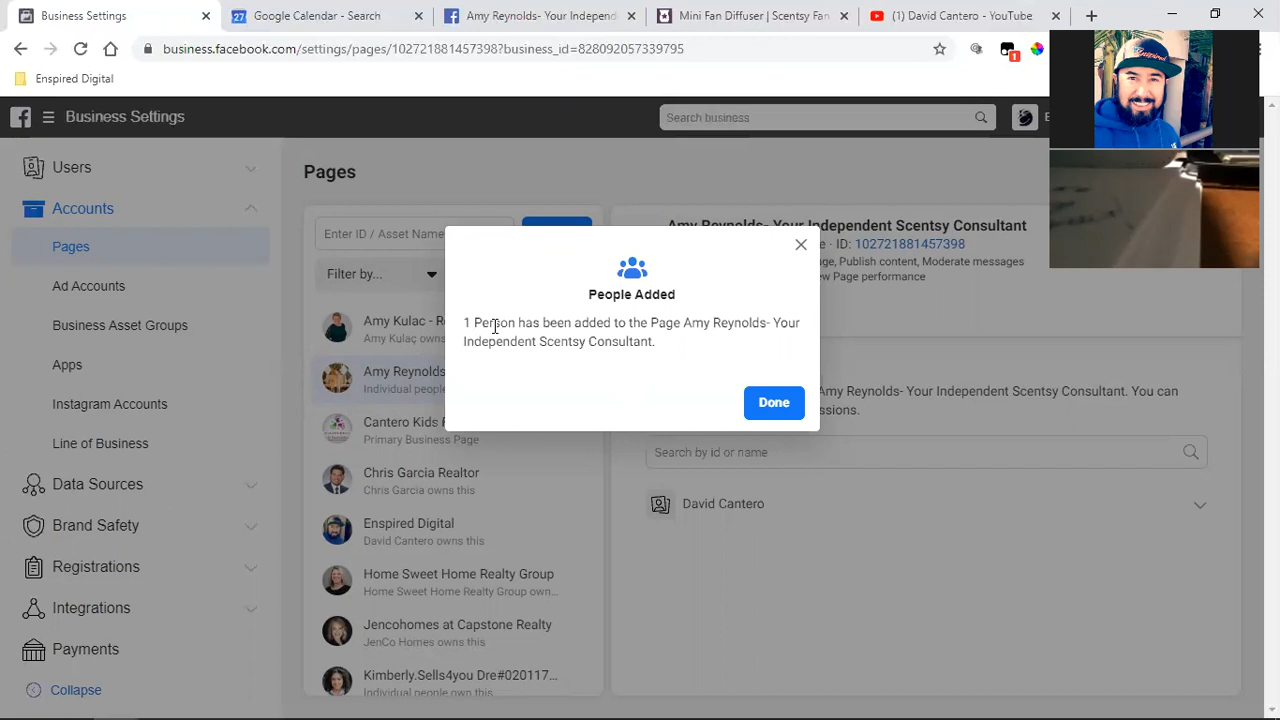 Business Settings
Google Calendar - Search
Amy Reynolds- Your Independ
Mini Fan Diffuser | Scentsy Fan
(1) David Cantero - YouTube
business.facebook.com/settings/pages/102721881457398?business_id=828092057339795
1
Enspired Digital
Business Settings
Search business
Users
Accounts
Pages
Ad Accounts
Business Asset Groups
Apps
Instagram Accounts
Line of Business
Data Sources
Brand Safety
Registrations
Integrations
Payments
Collapse
Pages
Enter ID / Asset Name
Filter by...
Amy Kulac - R
Amy Kulaç own
Amy Reynolds
Individual people
Cantero Kids F
Primary Business Page
Chris Garcia Realtor
Chris Garcia owns this
Enspired Digital
David Cantero owns this
Home Sweet Home Realty Group
Home Sweet Home Realty Group own...
Jencohomes at Capstone Realty
JenCo Homes owns this
Kimberly.Sells4you Dre#020117...
Individual people own this
Amy Reynolds- Your Independent Scentsy Consultant
ID: 102721881457398
ge, Publish content, Moderate messages
ew Page performance
Amy Reynolds- Your Independent Scentsy Consultant. You can
ssions.
Search by id or name
David Cantero
People Added
1 Person has been added to the Page Amy Reynolds- Your
Independent Scentsy Consultant.
Done